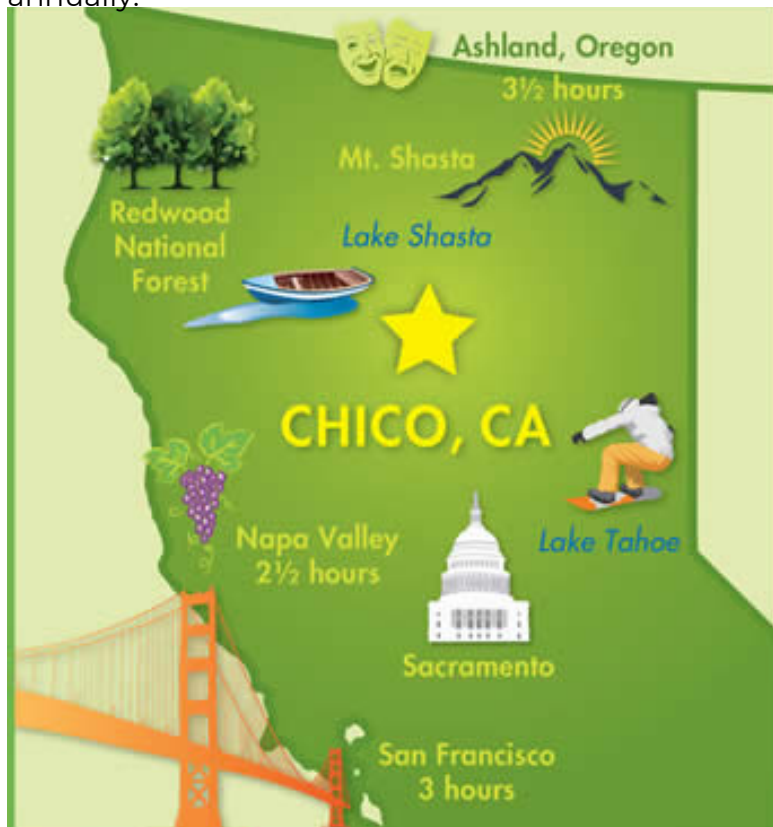 annually.
Ashland, Oregon
3½ hours
Mt. Shasta
Redwood
National
Forest
Lake Shasta
CHICO, CA
Napa Valley
2½ hours
Lake Tahoe
Sacramento
San Francisco
3 hours